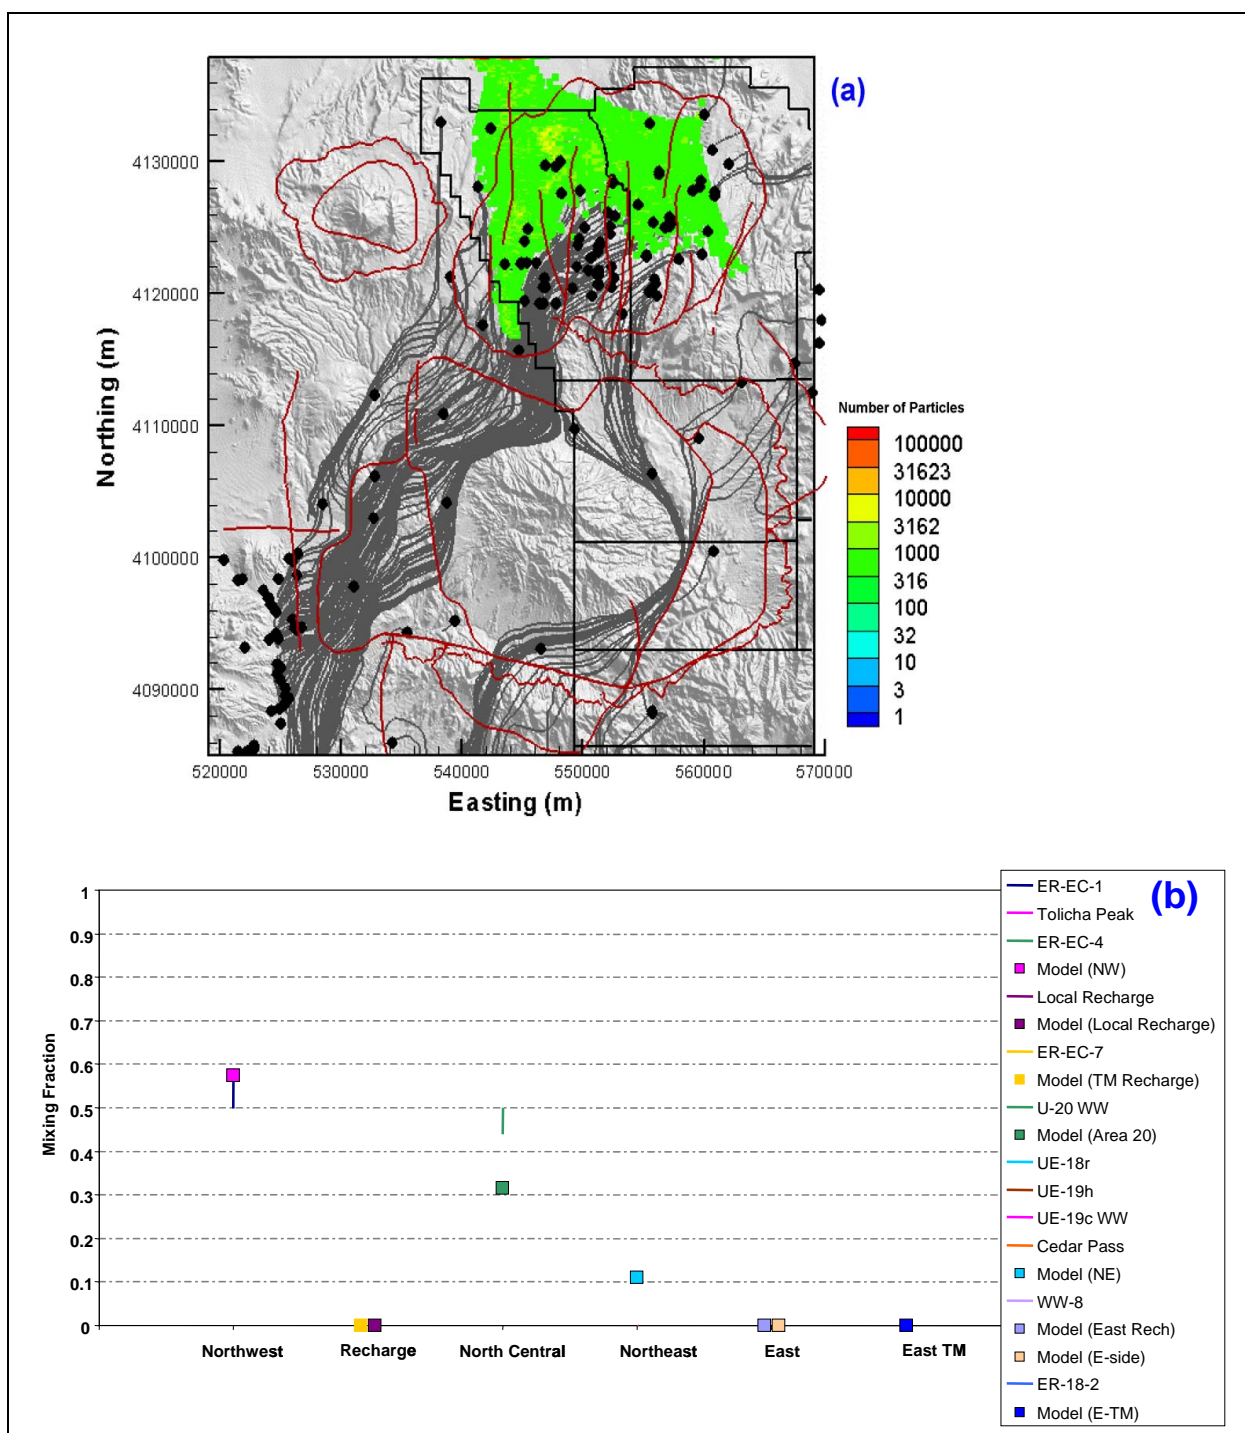 (a)
4130000
4120000
4110000
4100000
4090000
Northing (m)
520000 530000 540000 550000 560000 570000
Easting (m)
Number of Particles
100000
31623
10000
3162
1000
316
100
32
10
3
1
(b)
1
0.9
0.8
0.7
0.6
0.5
0.4
0.3
0.2
0.1
0
Mixing Fraction
Northwest Recharge North Central Northeast East East TM
ER-EC-1
Tolicha Peak
ER-EC-4
Model (NW)
Local Recharge
Model (Local Recharge)
ER-EC-7
Model (TM Recharge)
U-20 WW
Model (Area 20)
UE-18r
UE-19h
UE-19c WW
Cedar Pass
Model (NE)
WW-8
Model (East Rech)
Model (E-side)
ER-18-2
Model (E-TM)